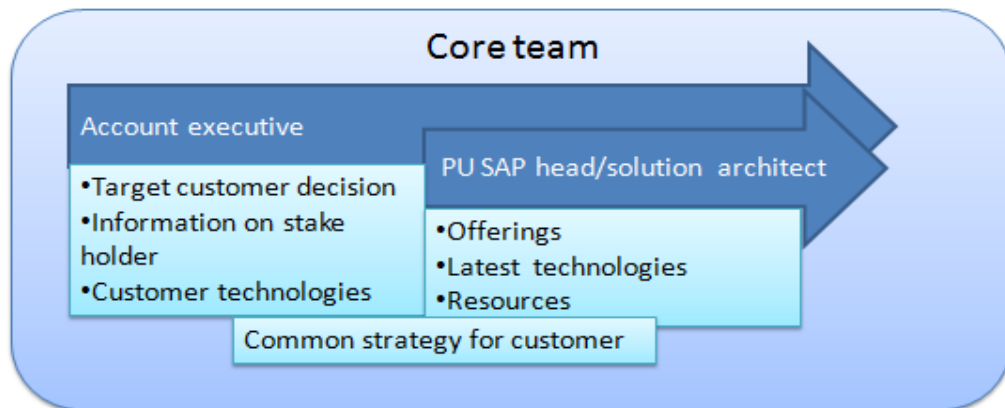 Core team
Account executive
•Target customer decision
•Information on stake
holder
•Customer technologies
PU SAP head/solution architect
•Offerings
•Latest technologies
•Resources
Common strategy for customer